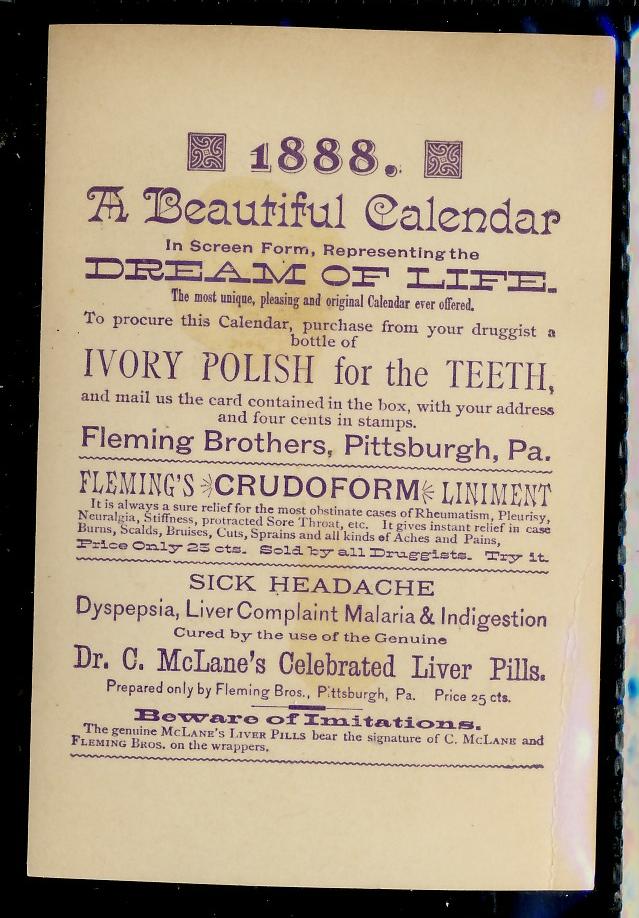 1888.
A Beautiful Calendar
In Screen Form, Representing the
DREAM OF LIFE.
The most unique, pleasing and original Calendar ever offered.
To procure this Calendar, purchase from your druggist a
bottle of
IVORY POLISH for the TEETH,
and mail us the card contained in the box, with your address
and four cents in stamps.
Fleming Brothers, Pittsburgh, Pa.
FLEMING'S CRUDOFORM LINIMENT
It is always a sure relief for the most obstinate cases of Rheumatism, Pleurisy,
Neuralgia, Stiffness, protracted Sore Throat, etc. It gives instant relief in case
Burns, Scalds, Bruises, Cuts, Sprains and all kinds of Aches and Pains,
Price Only 25 cts. Sold by all Druggists. Try it.
SICK HEADACHE
Dyspepsia, Liver Complaint Malaria & Indigestion
Cured by the use of the Genuine
Dr. C. McLane's Celebrated Liver Pills.
Prepared only by Fleming Bros., Pittsburgh, Pa. Price 25 cts.
Beware of Imitations.
The genuine McLANE'S LIVER PILLS bear the signature of C. McLANE and
FLEMING BROS. on the wrappers.